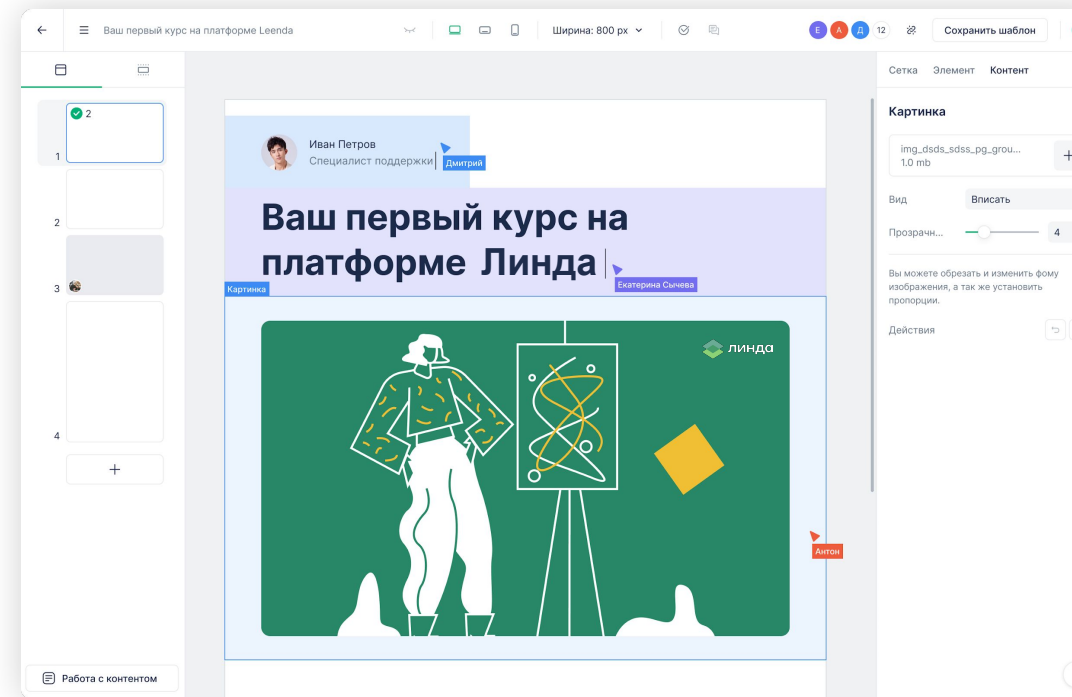 Ваш первый курс на платформе Leenda
Ширина: 800 px
Е
А
Д
12
Сохранить шаблон
2
1
2
3
4
Работа с контентом
Иван Петров
Специалист поддержки
Дмитрий
Ваш первый курс на
платформе Линда
Екатерина Сычева
Картинка
линда
Антон
Сетка
Элемент
Контент
Картинка
img_dsds_sdss_pg_grou...
1.0 mb
Вид
Вписать
Прозрачн...
4
Вы можете обрезать и изменить фому
изображения, а так же установить
пропорции.
Действия